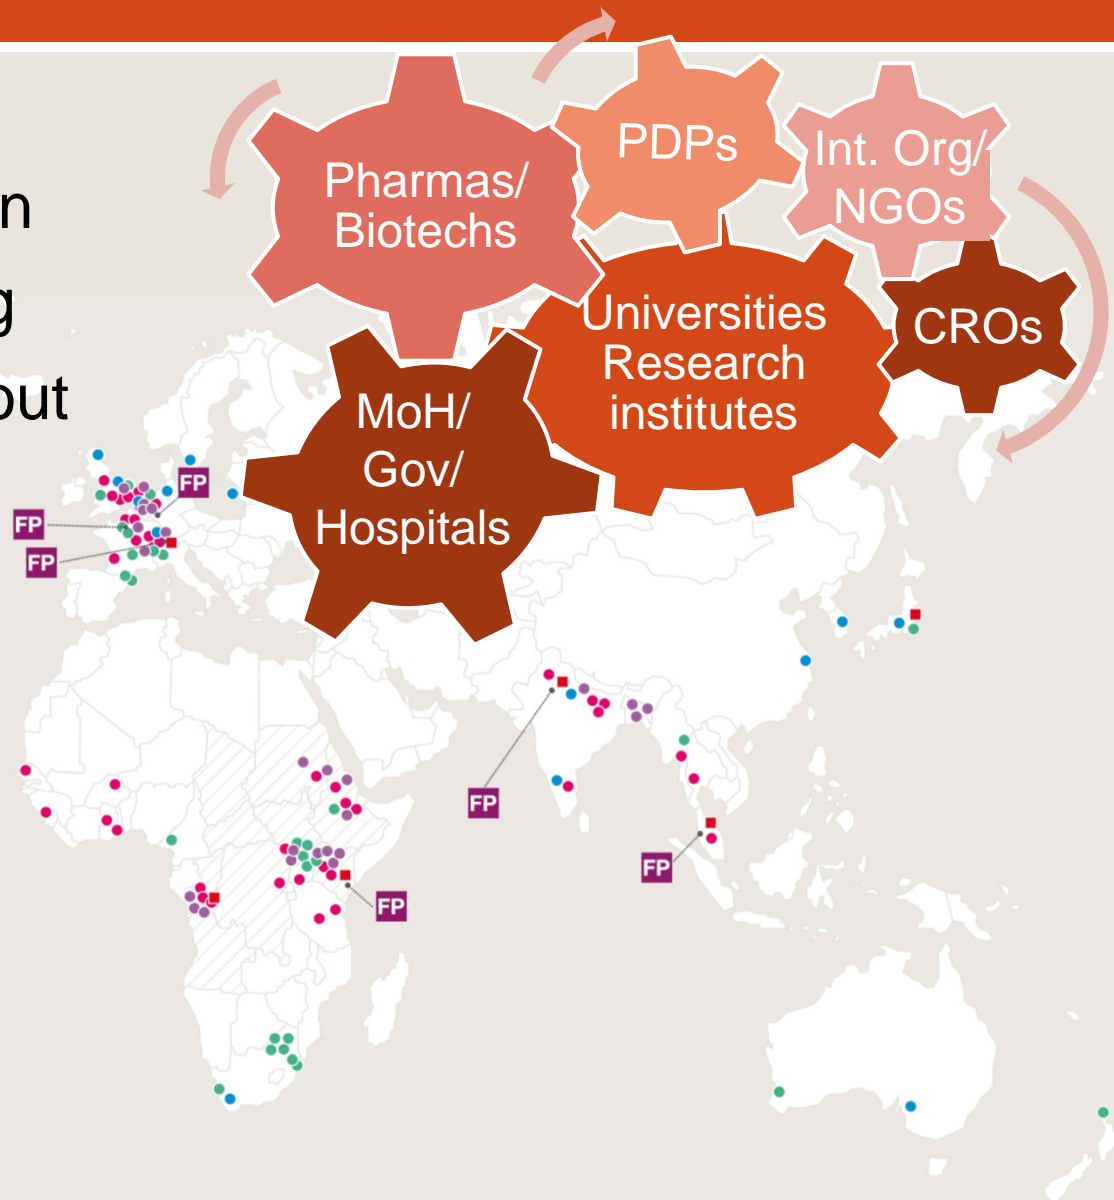 PDPs
Int. Org/
NGOs
Pharmas/
Biotechs
Universities
Research
institutes
CROs
MoH/
Gov/
Hospitals
n
g
out
FP
FP
FP
FP
FP
FP